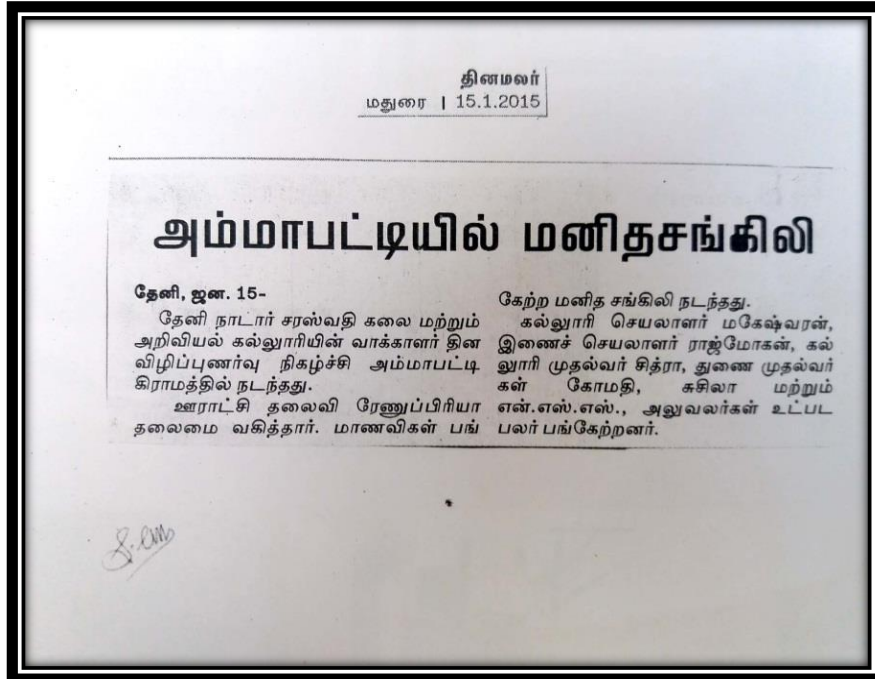 தினமலர்
மதுரை | 15.1.2015
அம்மாபட்டியில் மனிதசங்கிலி
தேனி, ஜன. 15-
தேனி நாடார் சரஸ்வதி கலை மற்றும்
அறிவியல் கல்லூரியின் வாக்காளர் தின
விழிப்புணர்வு நிகழ்ச்சி அம்மாபட்டி
கிராமத்தில் நடந்தது.
ஊராட்சி தலைவி ரேணுப்பிரியா
தலைமை வகித்தார். மாணவிகள் பங்
கேற்ற மனித சங்கிலி நடந்தது.
கல்லூரி செயலாளர் மகேஷ்வரன்,
இணைச் செயலாளர் ராஜ்மோகன், கல்
லூரி முதல்வர் சித்ரா, துணை முதல்வர்
கள் கோமதி, சுசிலா மற்றும்
என்.எஸ்.எஸ்., அலுவலர்கள் உட்பட
பலர் பங்கேற்றனர்.